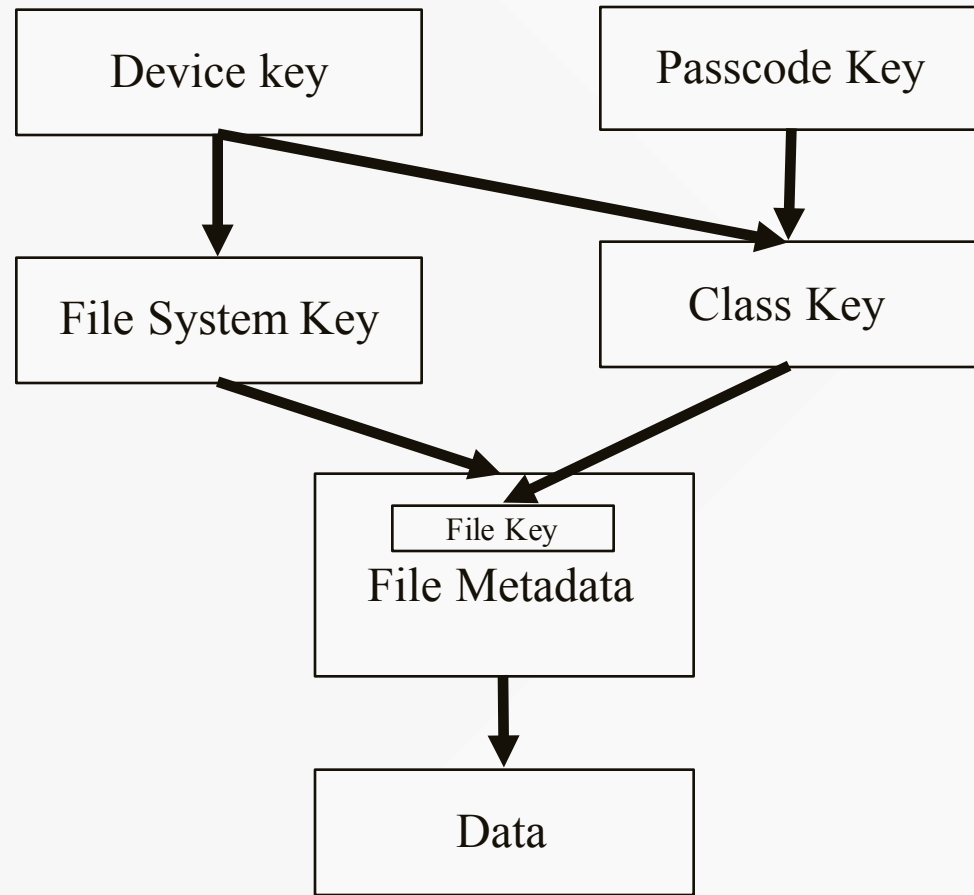 Device key
Passcode Key
File System Key
Class Key
File Key
File Metadata
Data